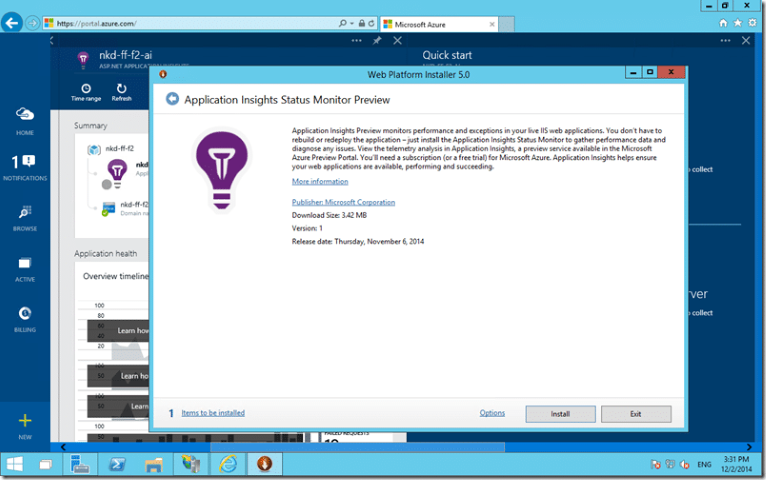 https://portal.azure.com/
Microsoft Azure
nkd-ff-f2-ai
Quick start
Time range
Refresh
Web Platform Installer 5.0
Application Insights Status Monitor Preview
Summary
nkd-ff-f2
nkd-ff-f2
Domain na
Application Insights Preview monitors performance and exceptions in your live IIS web applications. You don't have to
rebuild or redeploy the application – just install the Application Insights Status Monitor to gather performance data and
diagnose any issues. View the telemetry analysis in Application Insights, a preview service available in the Microsoft
Azure Preview Portal. You'll need a subscription (or a free trial) for Microsoft Azure. Application Insights helps ensure
your web applications are available, performing and succeeding.
More information
Publisher: Microsoft Corporation
Download Size: 3.42 MB
Version: 1
Release date: Thursday, November 6, 2014
HOME
1
NOTIFICATIONS
BROWSE
ACTIVE
BILLING
NEW
o collect
rver
o collect
Application health
Overview timeline
100
80
60
40
20
Learn how
100
Learn ho
Learn
100
80
FAILED REQUESTS
1 Items to be installed
Options
Install
Exit
3:31 PM
12/2/2014